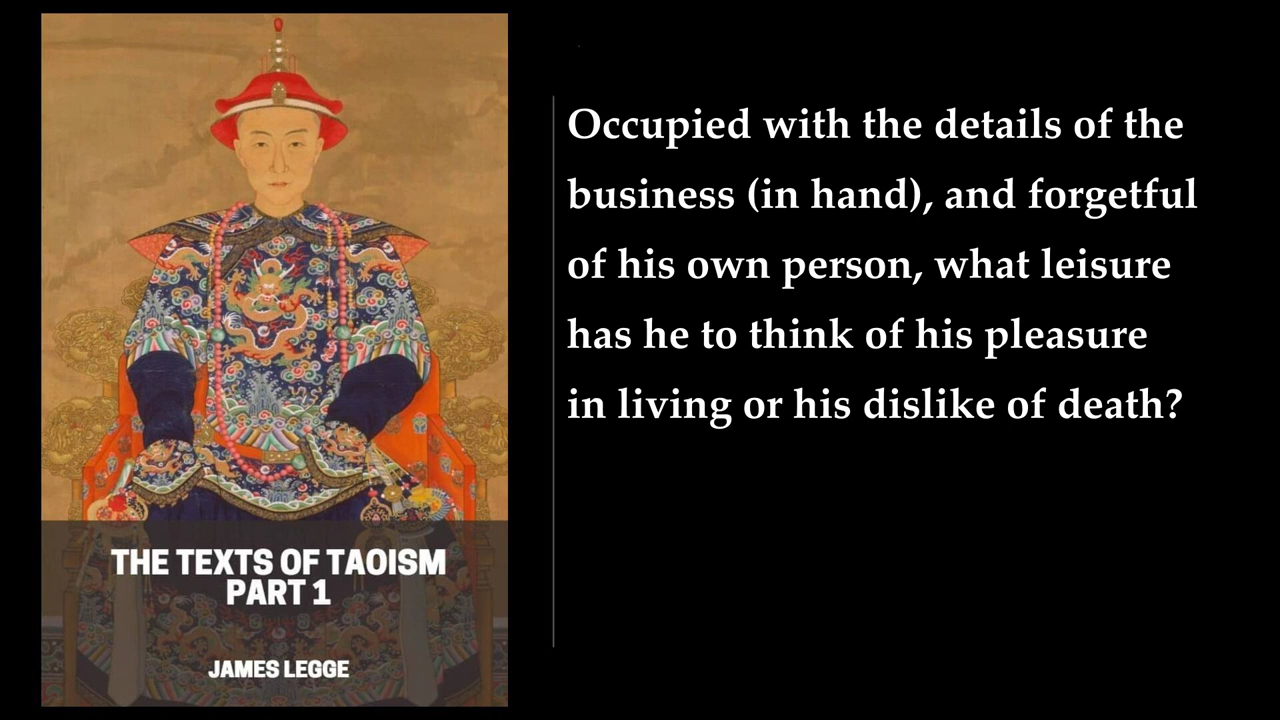 THE TEXTS OF TAOISM
PART 1
JAMES LEGGE
Occupied with the details of the
business (in hand), and forgetful
of his own person, what leisure
has he to think of his pleasure
in living or his dislike of death?